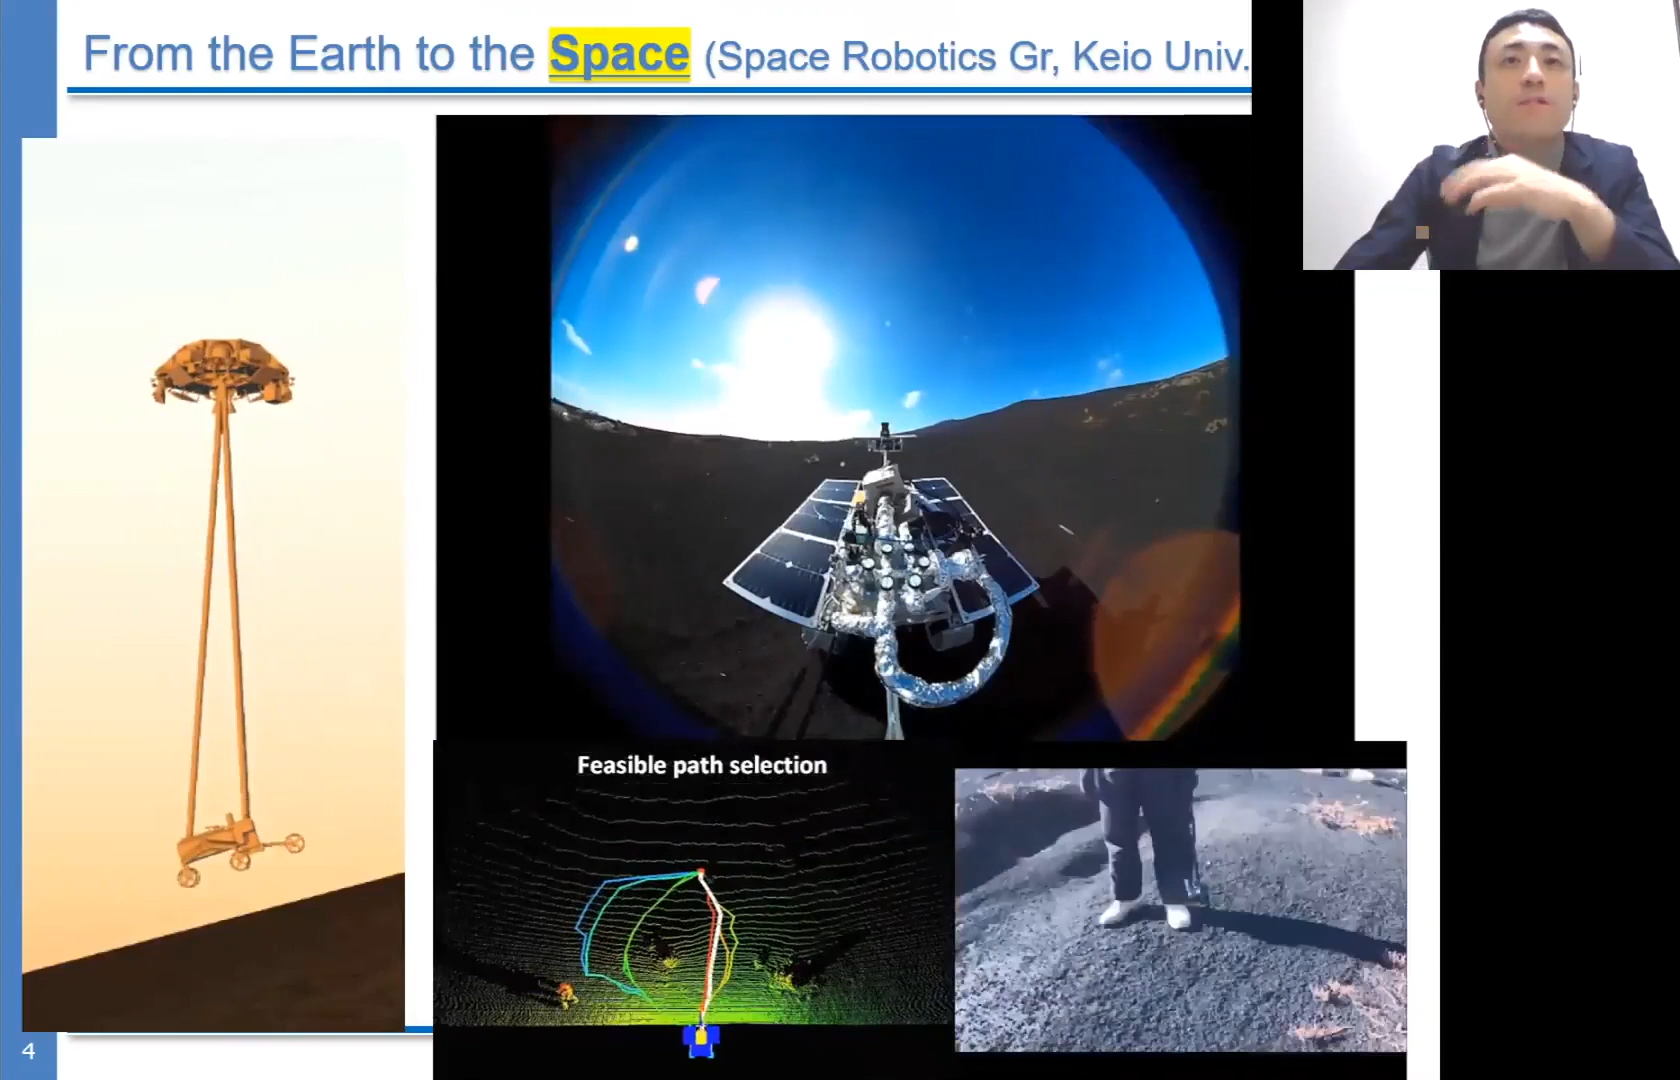 From the Earth to the Space (Space Robotics Gr, Keio Univ.
Feasible path selection
4